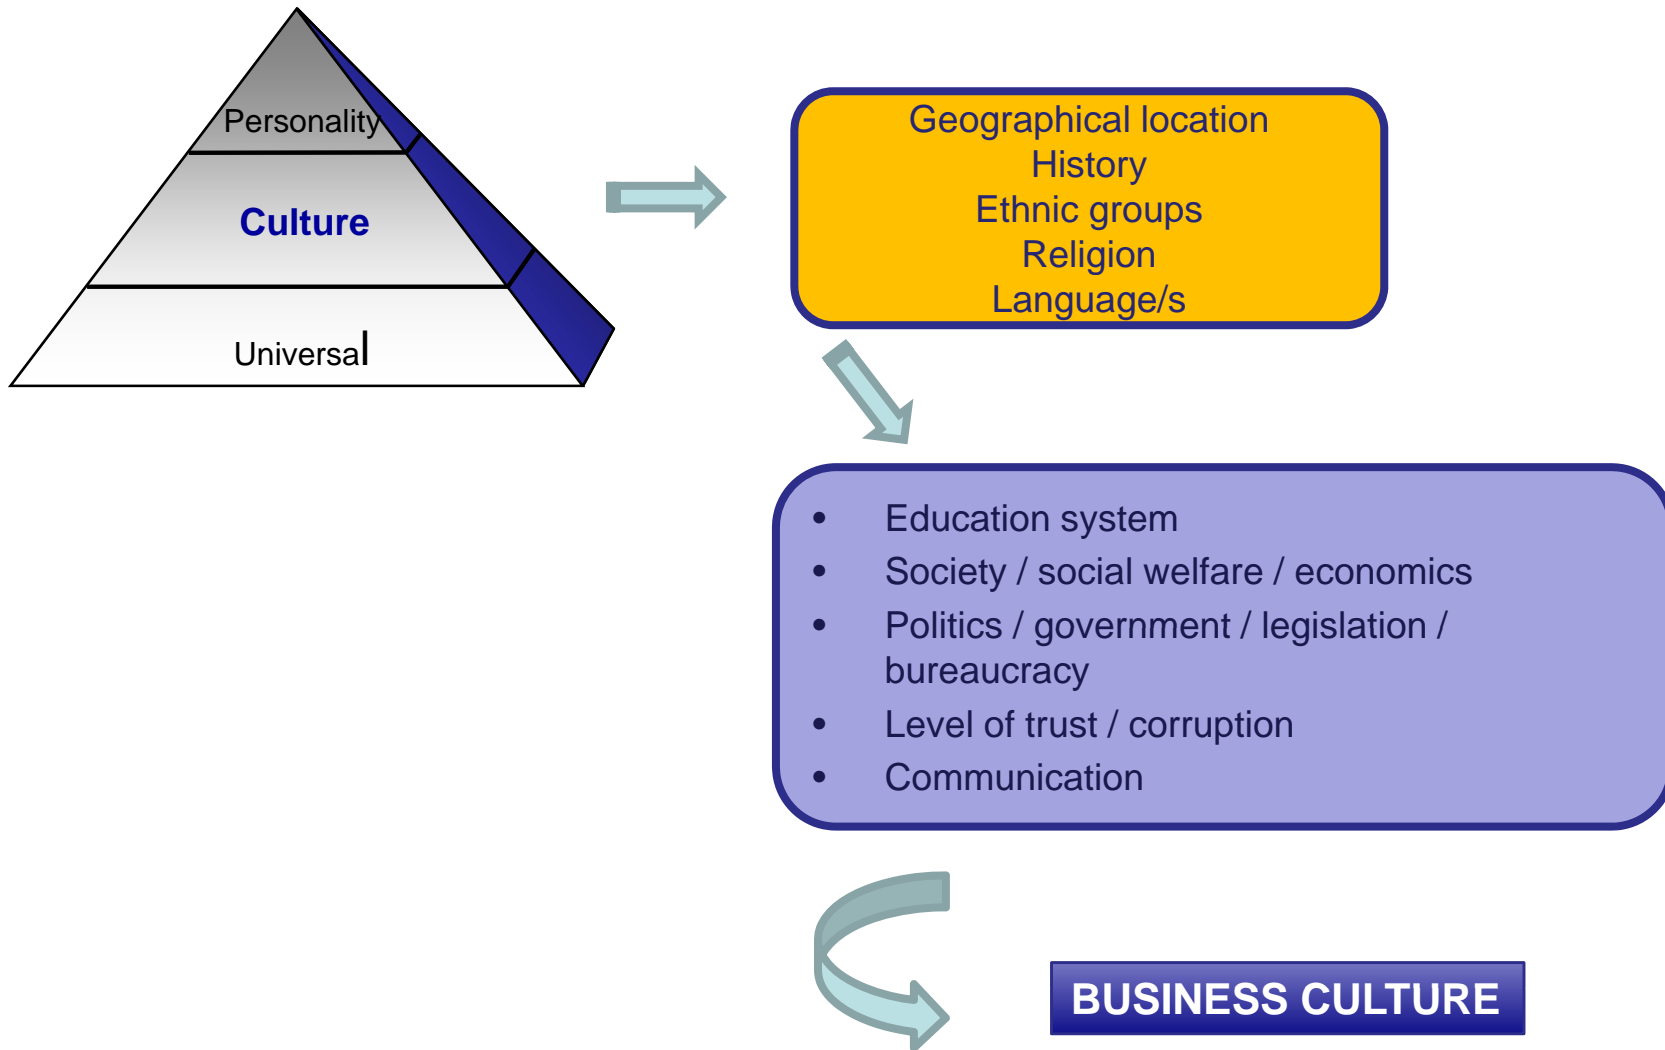 Personality
Culture
Universal
Geographical location
History
Ethnic groups
Religion
Language/s
• Education system
• Society / social welfare / economics
• Politics / government / legislation /
bureaucracy
• Level of trust / corruption
• Communication
BUSINESS CULTURE